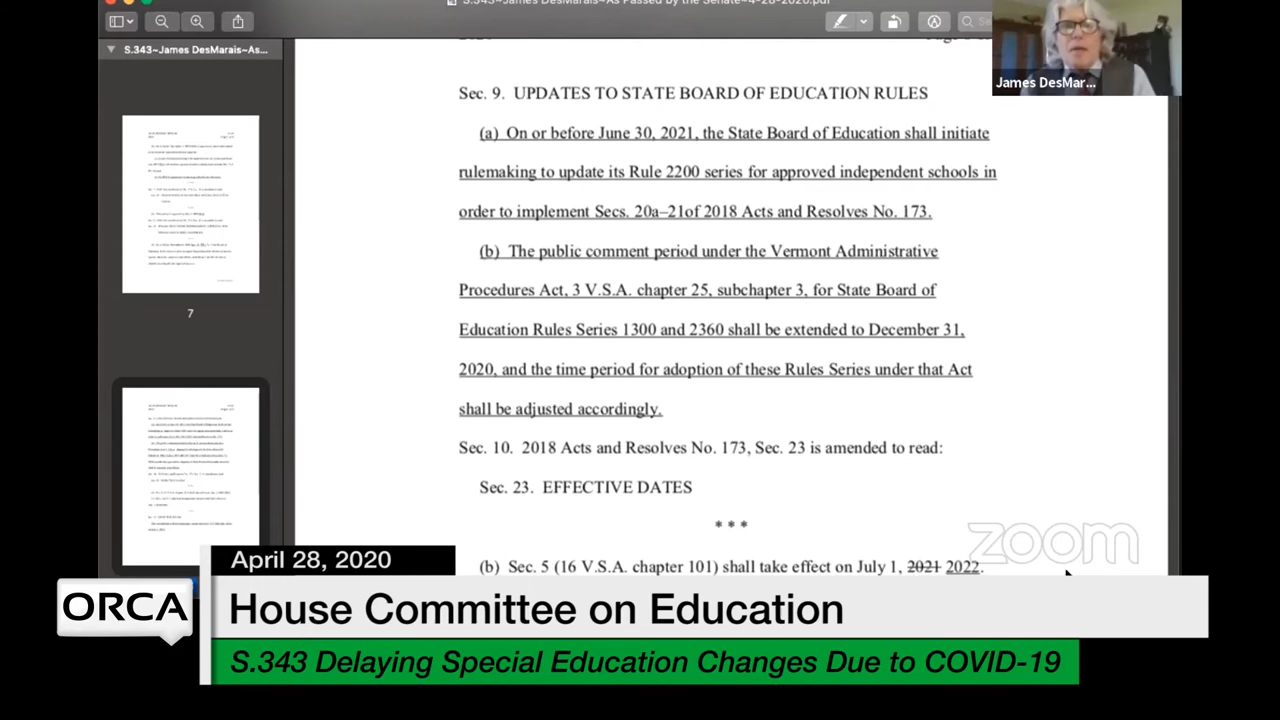 S.343~James DesMarais~As Passed by the Senate~4-28-2020.pdf
S.343~James DesMarais~As...
7
James DesMar...
Sec. 9. UPDATES TO STATE BOARD OF EDUCATION RULES
(a) On or before June 30, 2021, the State Board of Education shall initiate
rulemaking to update its Rule 2200 series for approved independent schools in
order to implement Sscs. 20a–21of 2018 Acts and Resolves No. 173.
(b) The public comment period under the Vermont Administrative
Procedures Act, 3 V.S.A. chapter 25, subchapter 3, for State Board of
Education Rules Series 1300 and 2360 shall be extended to December 31,
2020, and the time period for adoption of these Rules Series under that Act
shall be adjusted accordingly.
Sec. 10. 2018 Acts and Resolves No. 173, Sec. 23 is amended to read:
Sec. 23. EFFECTIVE DATES
* * *
(b) Sec. 5 (16 V.S.A. chapter 101) shall take effect on July 1, 2021 2022.
zoom
April 28, 2020
ORCA
House Committee on Education
S.343 Delaying Special Education Changes Due to COVID-19